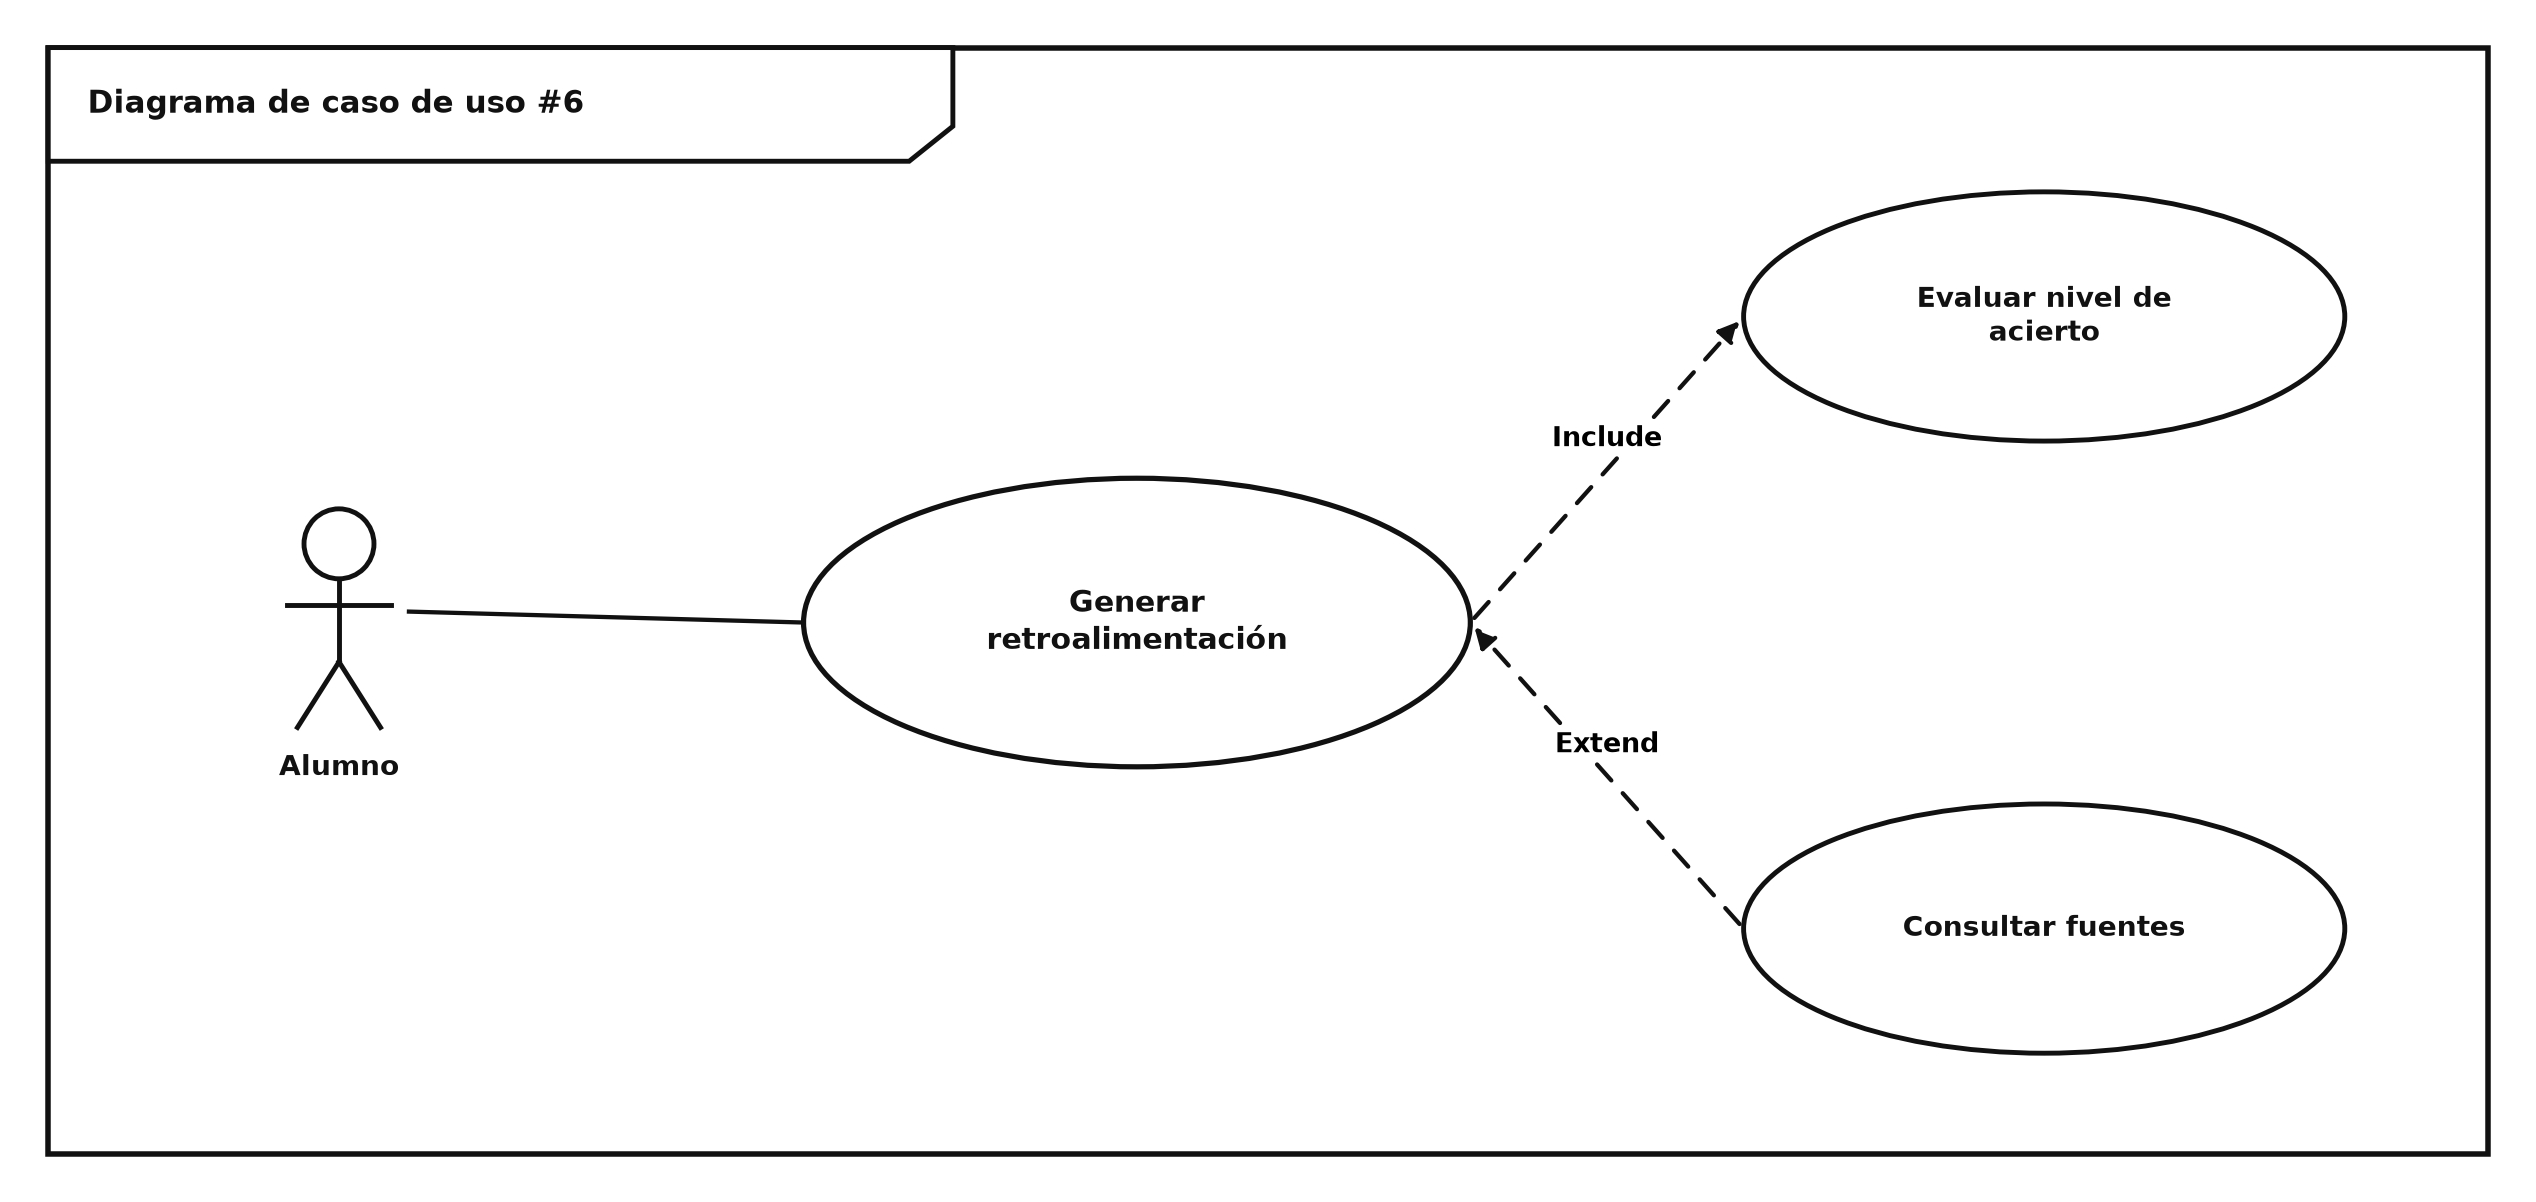 Diagrama de caso de uso #6
Evaluar nivel de
acierto
Include
Generar
retroalimentación
Extend
Alumno
Consultar fuentes